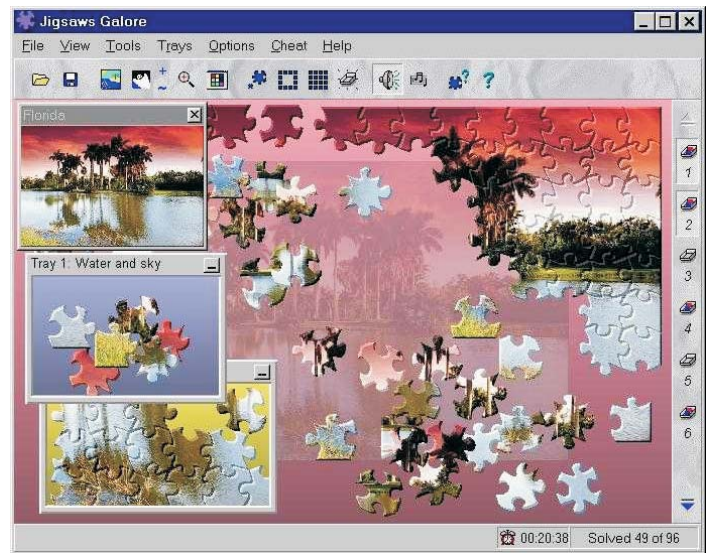 Jigsaws Galore
File View Tools Trays Options Cheat Help
Florida
Tray 1: Water and sky
1
2
3
4
5
6
00:20:38 Solved 49 of 96